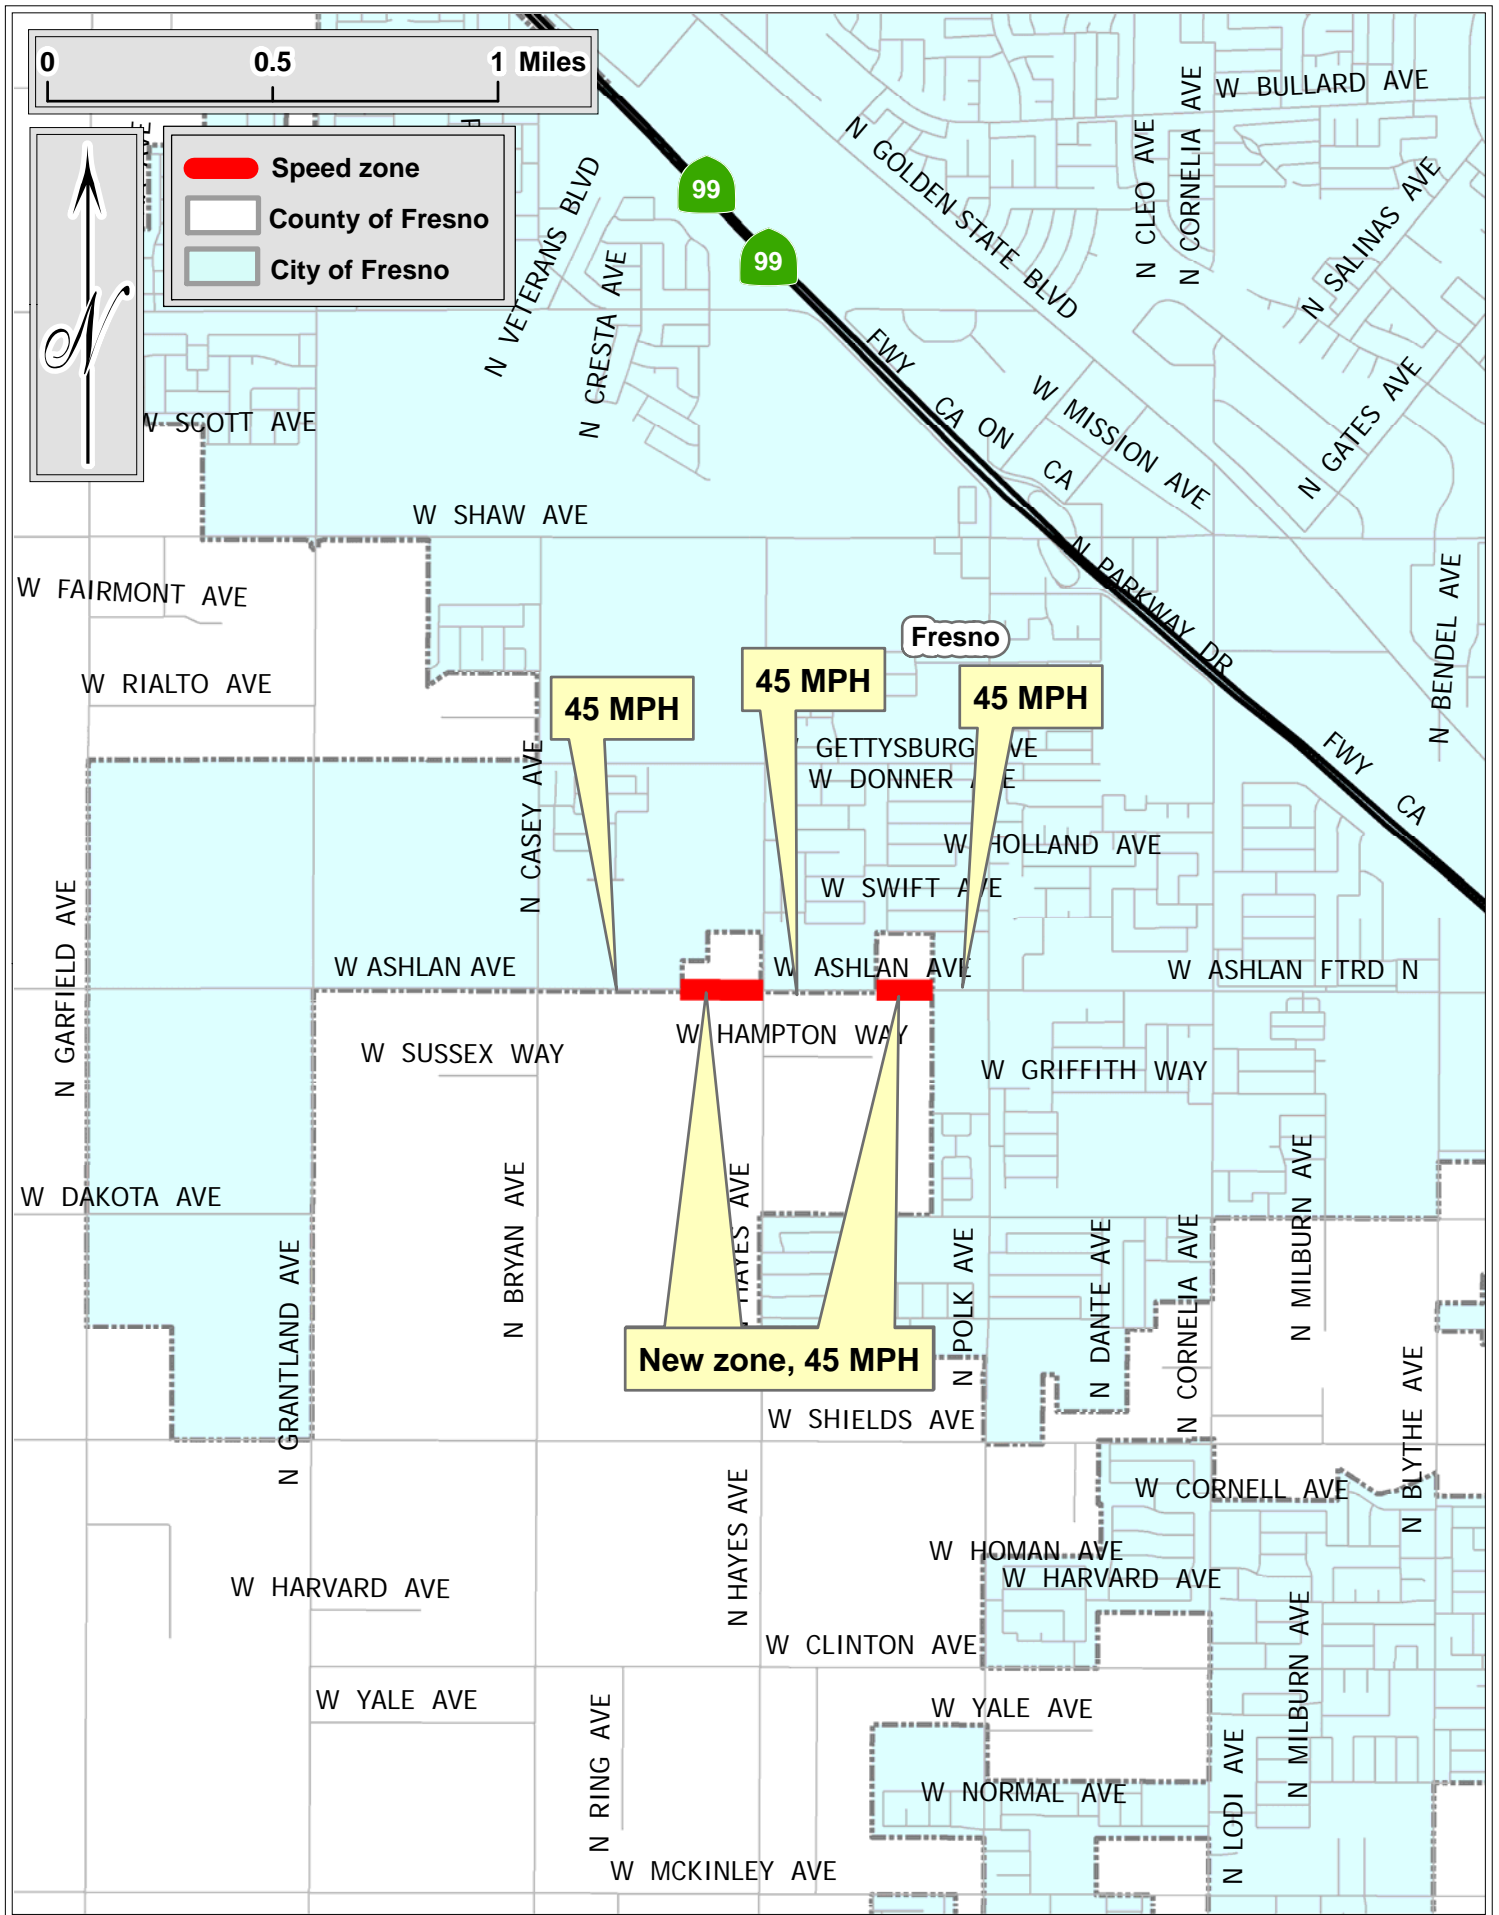 0 0.5 1 Miles
N
Speed zone
County of Fresno
City of Fresno
99
99
W BULLARD AVE
N GOLDEN STATE BLVD
N CLEO AVE
N CORNELIA AVE
N SALINAS AVE
N VETERANS BLVD
N CRESTA AVE
FWY CA ON CA
W MISSION AVE
N GATES AVE
W SCOTT AVE
W SHAW AVE
N PARKWAY DR
W FAIRMONT AVE
N BENDEL AVE
Fresno
W RIALTO AVE
45 MPH
45 MPH
45 MPH
FWY CA
GETTYSBURG VE
W DONNER E
N CASEY AVE
W HOLLAND AVE
W SWIFT AVE
N GARFIELD AVE
W ASHLAN AVE
W ASHLAN AVE
W ASHLAN FTRD N
W HAMPTON WAY
W SUSSEX WAY
W GRIFFITH WAY
W DAKOTA AVE
N BRYAN AVE
HAYES AVE
N GRANTLAND AVE
N POLK AVE
N DANTE AVE
N CORNELIA AVE
N MILBURN AVE
New zone, 45 MPH
W SHIELDS AVE
N BLYTHE AVE
W CORNELL AVE
N HAYES AVE
W HOMAN AVE
W HARVARD AVE
W HARVARD AVE
W CLINTON AVE
N MILBURN AVE
W YALE AVE
W YALE AVE
N RING AVE
W NORMAL AVE
N LODI AVE
W MCKINLEY AVE